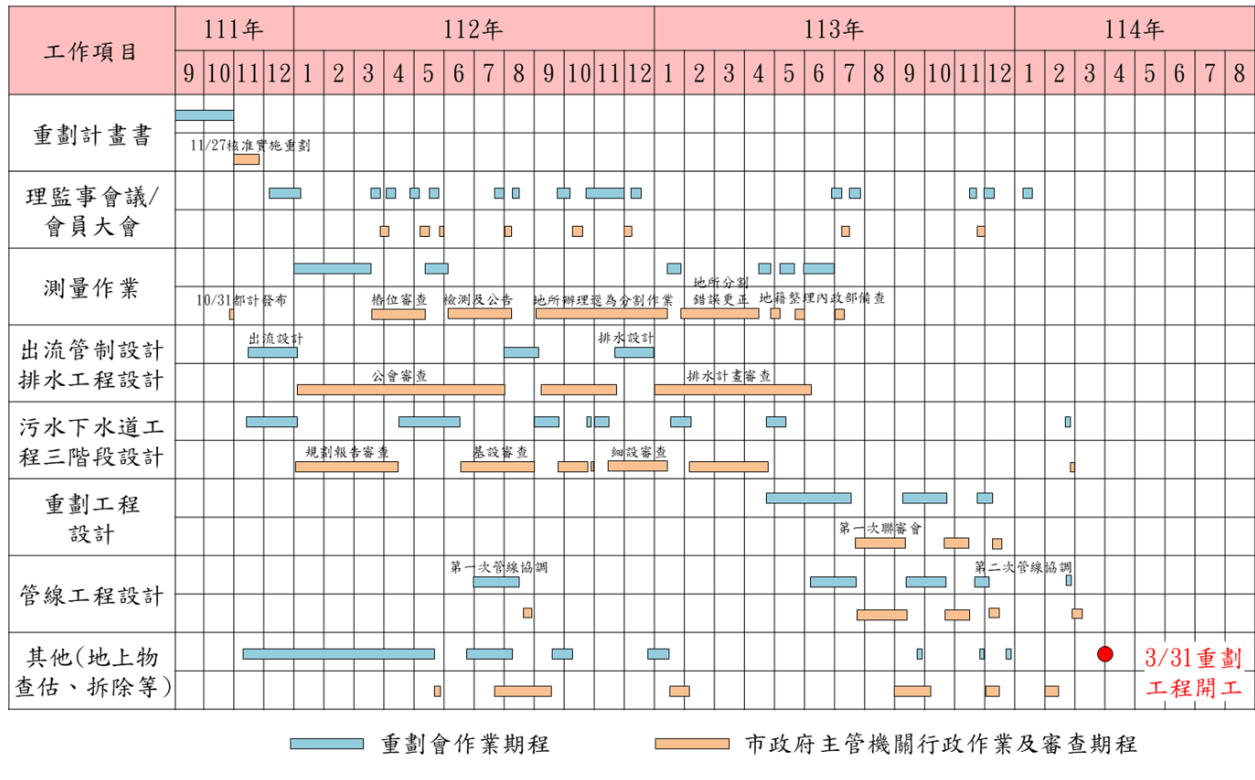 工作項目
111年 112年 113年 114年
9 10 11 12 1 2 3 4 5 6 7 8 9 10 11 12 1 2 3 4 5 6 7 8 9 10 11 12 1 2 3 4 5 6 7 8
重劃計畫書
11/27核准實施重劃
理監事會議/
會員大會
測量作業
10/31都計發布
樁位審查
檢測及公告
地所辦理逕為分割作業
地所分割
錯誤更正
地籍整理內政部備查
出流管制設計
排水工程設計
出流設計
排水設計
公會審查
排水計畫審查
污水下水道工
程三階段設計
規劃報告審查
基設審查
細設審查
重劃工程
設計
第一次聯審會
管線工程設計
第一次管線協調
第二次管線協調
其他(地上物
查估、拆除等)
3/31重劃
工程開工
重劃會作業期程
市政府主管機關行政作業及審查期程